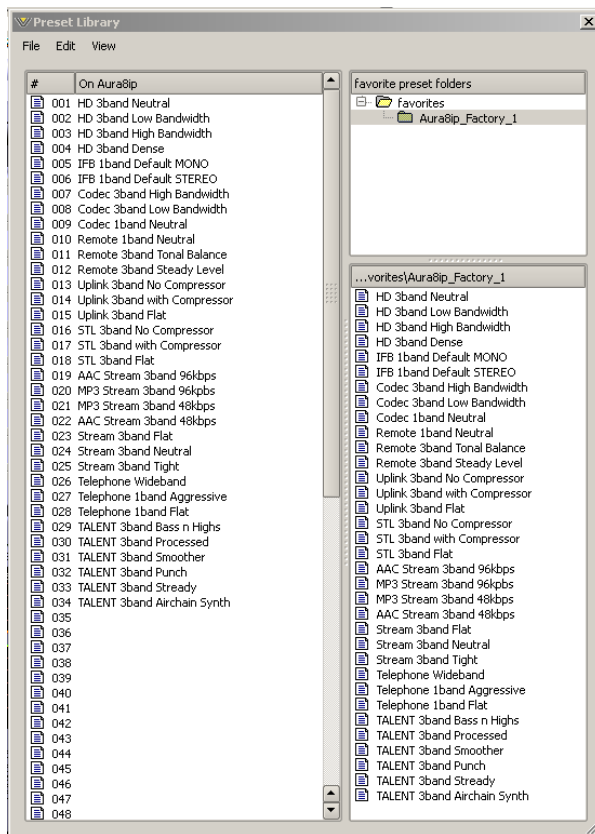 Preset Library
File Edit View
# On Aura8ip
001 HD 3band Neutral
002 HD 3band Low Bandwidth
003 HD 3band High Bandwidth
004 HD 3band Dense
005 IFB 1band Default MONO
006 IFB 1band Default STEREO
007 Codec 3band High Bandwidth
008 Codec 3band Low Bandwidth
009 Codec 1band Neutral
010 Remote 1band Neutral
011 Remote 3band Tonal Balance
012 Remote 3band Steady Level
013 Uplink 3band No Compressor
014 Uplink 3band with Compressor
015 Uplink 3band Flat
016 STL 3band No Compressor
017 STL 3band with Compressor
018 STL 3band Flat
019 AAC Stream 3band 96kbps
020 MP3 Stream 3band 96kbps
021 MP3 Stream 3band 48kbps
022 AAC Stream 3band 48kbps
023 Stream 3band Flat
024 Stream 3band Neutral
025 Stream 3band Tight
026 Telephone Wideband
027 Telephone 1band Aggressive
028 Telephone 1band Flat
029 TALENT 3band Bass n Highs
030 TALENT 3band Processed
031 TALENT 3band Smoother
032 TALENT 3band Punch
033 TALENT 3band Stready
034 TALENT 3band Airchain Synth
035
036
037
038
039
040
041
042
043
044
045
046
047
048
favorite preset folders
favorites
Aura8ip_Factory_1
...vorites\Aura8ip_Factory_1
HD 3band Neutral
HD 3band Low Bandwidth
HD 3band High Bandwidth
HD 3band Dense
IFB 1band Default MONO
IFB 1band Default STEREO
Codec 3band High Bandwidth
Codec 3band Low Bandwidth
Codec 1band Neutral
Remote 1band Neutral
Remote 3band Tonal Balance
Remote 3band Steady Level
Uplink 3band No Compressor
Uplink 3band with Compressor
Uplink 3band Flat
STL 3band No Compressor
STL 3band with Compressor
STL 3band Flat
AAC Stream 3band 96kbps
MP3 Stream 3band 96kbps
MP3 Stream 3band 48kbps
AAC Stream 3band 48kbps
Stream 3band Flat
Stream 3band Neutral
Stream 3band Tight
Telephone Wideband
Telephone 1band Aggressive
Telephone 1band Flat
TALENT 3band Bass n Highs
TALENT 3band Processed
TALENT 3band Smoother
TALENT 3band Punch
TALENT 3band Stready
TALENT 3band Airchain Synth